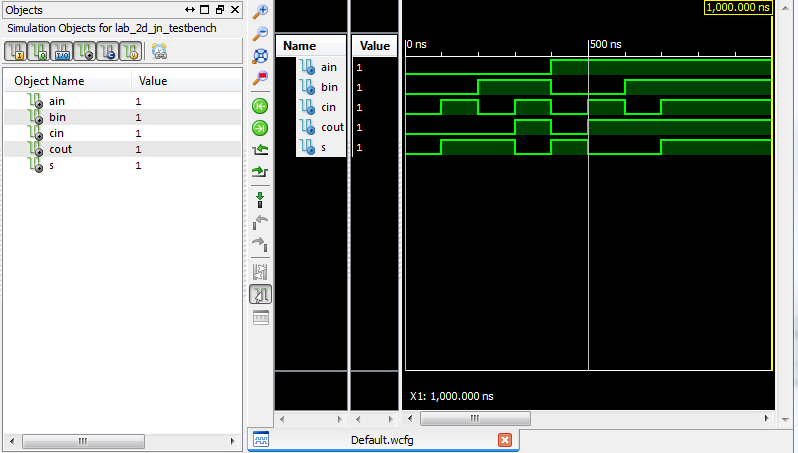 Objects
Simulation Objects for lab_2d_jn_testbench
Object Name Value
ain 1
bin 1
cin 1
cout 1
s 1
Name Value
ain 1
bin 1
cin 1
cout 1
s 1
1,000.000 ns
0 ns 500 ns
X1: 1,000.000 ns
Default.wcfg